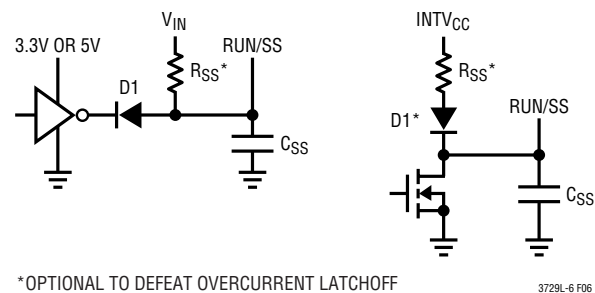 V_IN
3.3V OR 5V
D1
R_SS*
RUN/SS
C_SS
INTV_CC
R_SS*
D1*
RUN/SS
C_SS
*OPTIONAL TO DEFEAT OVERCURRENT LATCHOFF
3729L-6 F06